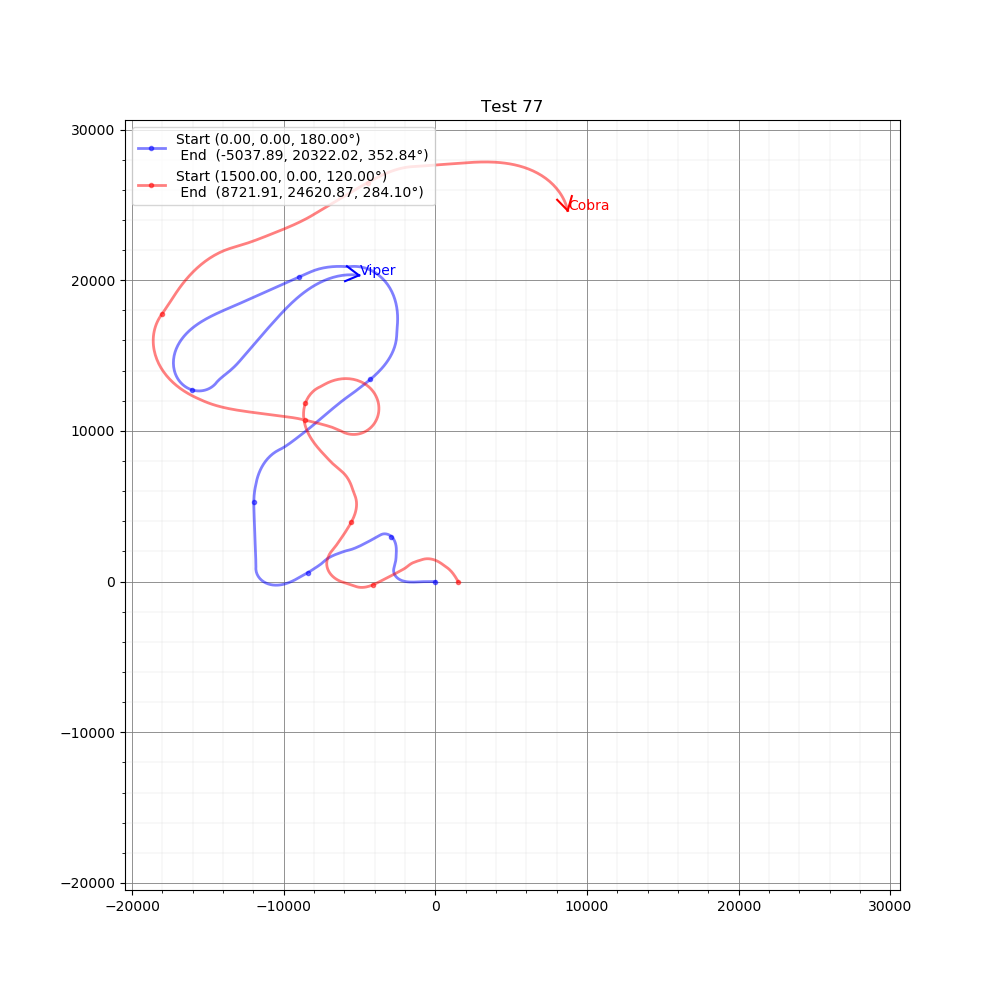 Test 77
30000
20000
10000
0
−10000
−20000
Start (0.00, 0.00, 180.00°)
End (-5037.89, 20322.02, 352.84°)
Start (1500.00, 0.00, 120.00°)
End (8721.91, 24620.87, 284.10°)
Cobra
Viper
−20000
−10000
0
10000
20000
30000